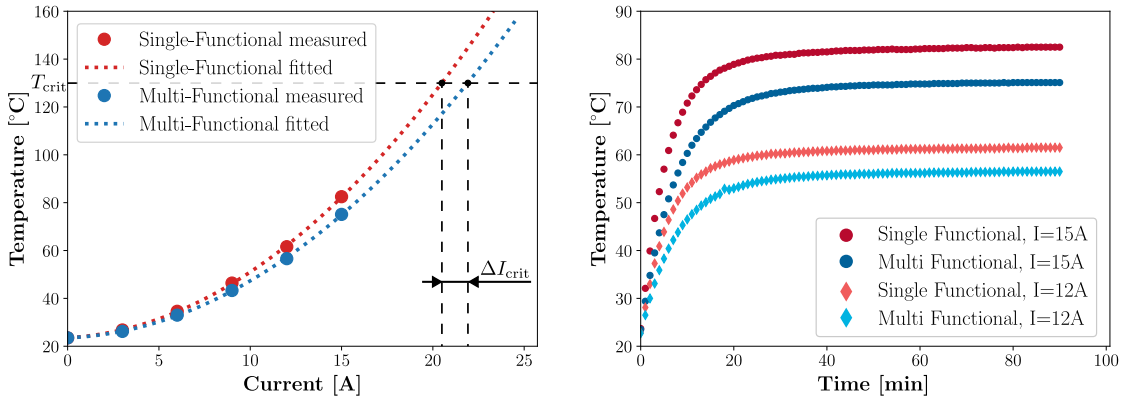 160
140
120
100
80
60
40
20
T_crit
Temperature [°C]
Single-Functional measured
Single-Functional fitted
Multi-Functional measured
Multi-Functional fitted
ΔI_crit
0 5 10 15 20 25
Current [A]
90
80
70
60
50
40
30
20
Temperature [°C]
Single Functional, I=15A
Multi Functional, I=15A
Single Functional, I=12A
Multi Functional, I=12A
0 20 40 60 80 100
Time [min]